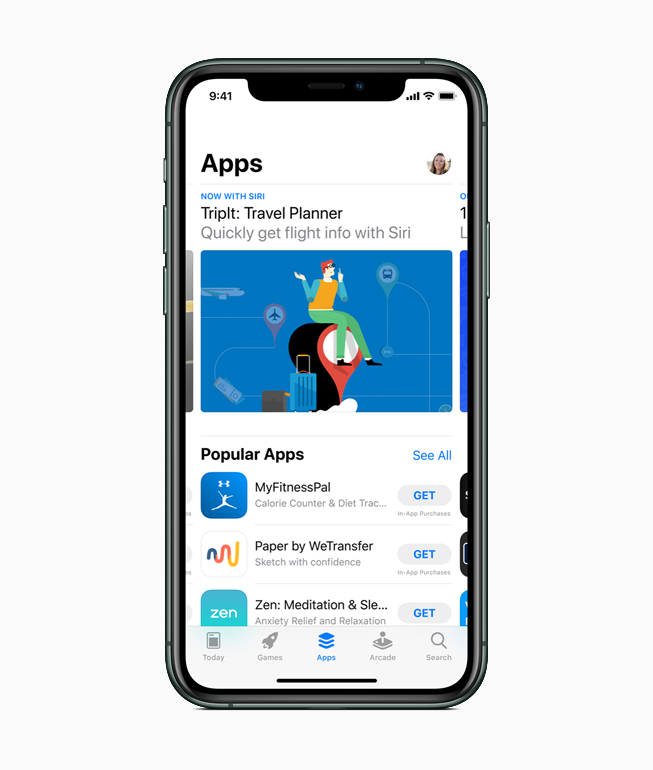 9:41
Apps
NOW WITH SIRI
TripIt: Travel Planner
Quickly get flight info with Siri
Popular Apps
See All
MyFitnessPal
Calorie Counter & Diet Trac...
GET
In-App Purchases
Paper by WeTransfer
Sketch with confidence
GET
In-App Purchases
zen
Zen: Meditation & Sle...
Anxiety Relief and Relaxation
GET
Today
Games
Apps
Arcade
Search